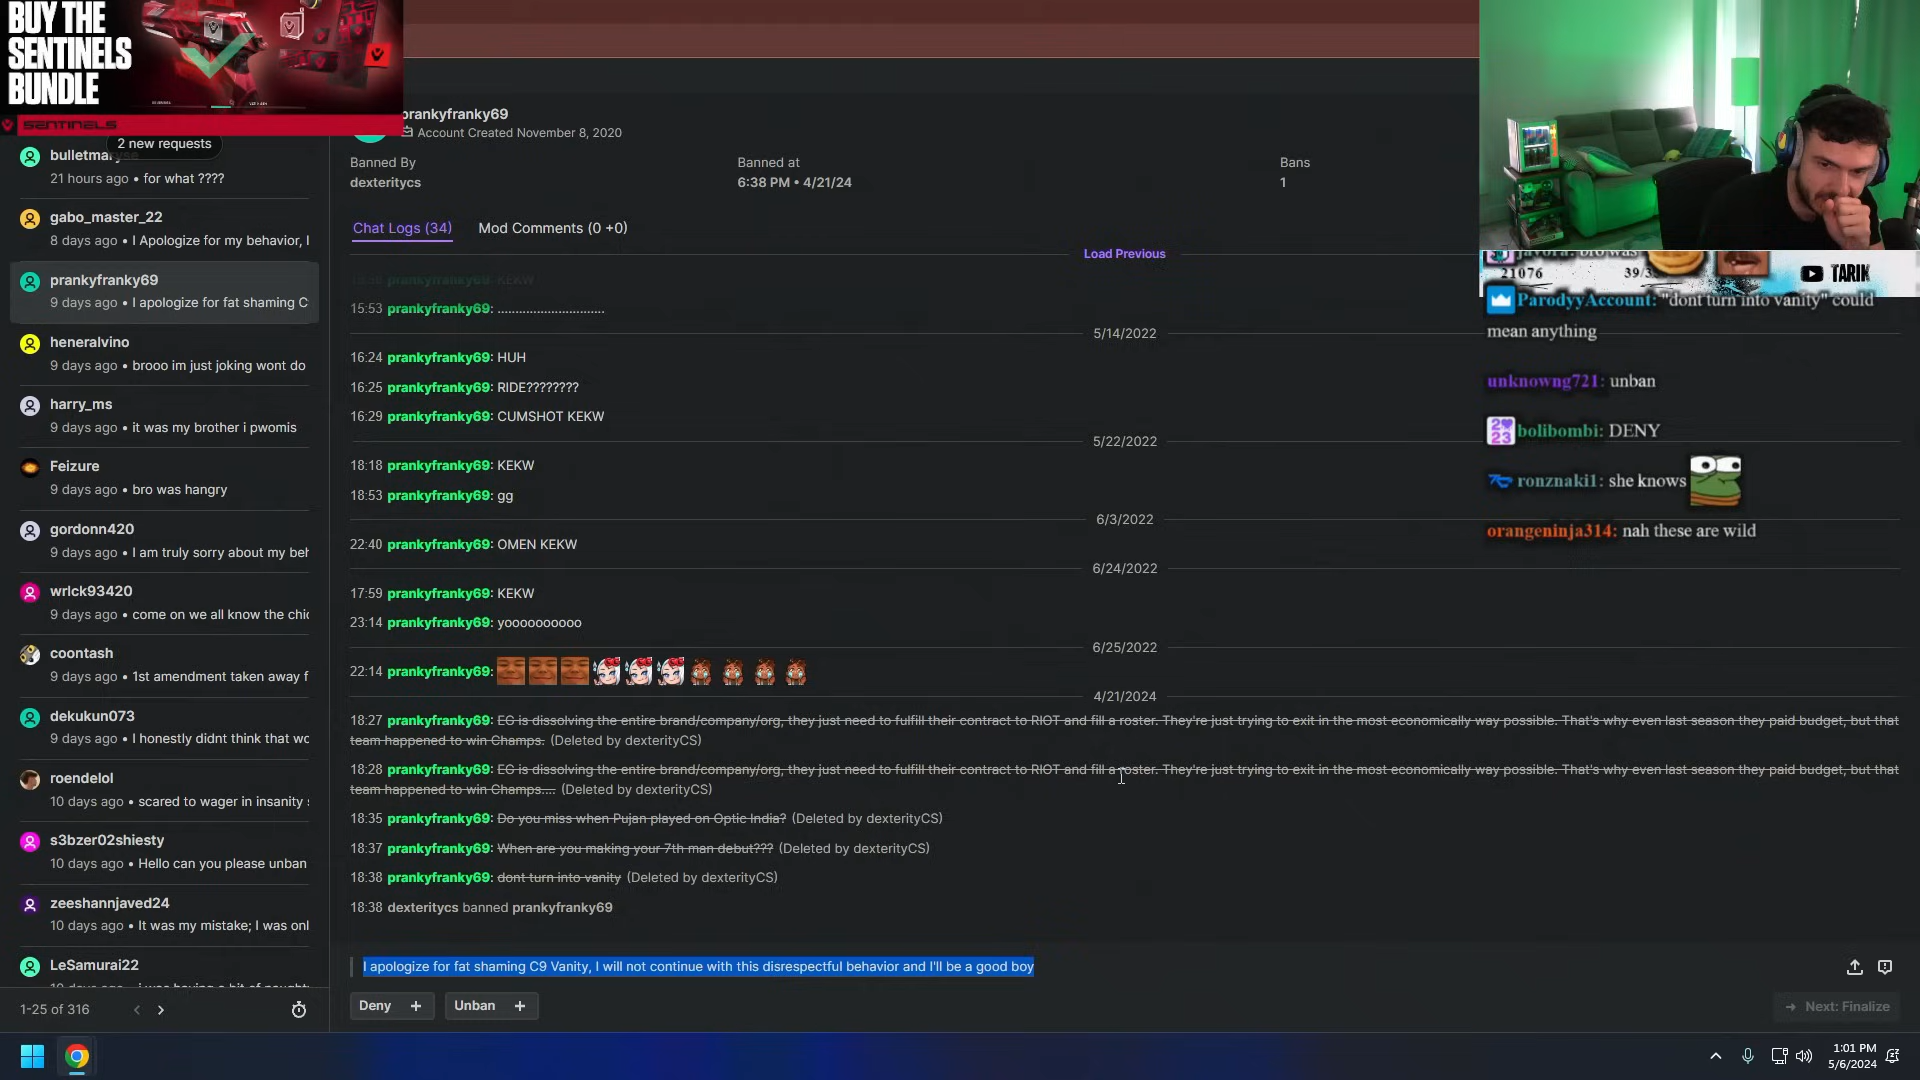 BUY THE
SENTINELS
BUNDLE
SENTINELS
2 new requests
21 hours ago • for what ????
gabo_master_22
8 days ago • I Apologize for my behavior, I
prankyfranky69
9 days ago • I apologize for fat shaming C
heneralvino
9 days ago • brooo im just joking wont do
harry_ms
9 days ago • it was my brother i pwomis
Feizure
9 days ago • bro was hangry
gordonn420
9 days ago • I am truly sorry about my beh
wrlck93420
9 days ago • come on we all know the chic
coontash
9 days ago • 1st amendment taken away f
dekukun073
9 days ago • I honestly didnt think that wo
roendelol
10 days ago • scared to wager in insanity
s3bzer02shiesty
10 days ago • Hello can you please unban
zeeshannjaved24
10 days ago • It was my mistake; I was onl
LeSamurai22
1-25 of 316
prankyfranky69
Account Created November 8, 2020
Banned By
dexteritycs
Banned at
6:38 PM • 4/21/24
Bans
1
Chat Logs (34)
Mod Comments (0 +0)
Load Previous
15:53 prankyfranky69: ..............................
5/14/2022
16:24 prankyfranky69: HUH
16:25 prankyfranky69: RIDE????????
16:29 prankyfranky69: CUMSHOT KEKW
5/22/2022
18:18 prankyfranky69: KEKW
18:53 prankyfranky69: gg
6/3/2022
22:40 prankyfranky69: OMEN KEKW
6/24/2022
17:59 prankyfranky69: KEKW
23:14 prankyfranky69: yoooooooooo
6/25/2022
22:14 prankyfranky69:
4/21/2024
18:27 prankyfranky69: EG is dissolving the entire brand/company/org, they just need to fulfill their contract to RIOT and fill a roster. They're just trying to exit in the most economically way possible. That's why even last season they paid budget, but that
team happened to win Champs. (Deleted by dexterityCS)
18:28 prankyfranky69: EG is dissolving the entire brand/company/org, they just need to fulfill their contract to RIOT and fill a roster. They're just trying to exit in the most economically way possible. That's why even last season they paid budget, but that
team happened to win Champs.... (Deleted by dexterityCS)
18:35 prankyfranky69: Do you miss when Pujan played on Optic India? (Deleted by dexterityCS)
18:37 prankyfranky69: When are you making your 7th man debut??? (Deleted by dexterityCS)
18:38 prankyfranky69: dont turn into vanity (Deleted by dexterityCS)
18:38 dexteritycs banned prankyfranky69
I apologize for fat shaming C9 Vanity, I will not continue with this disrespectful behavior and I'll be a good boy
Deny +
Unban +
Next: Finalize
21076
39/3
TARIK
ParodyyAccount: "dont turn into vanity" could
mean anything
unknowng721: unban
bolibombi: DENY
ronznaki1: she knows
orangeninja314: nah these are wild
1:01 PM
5/6/2024